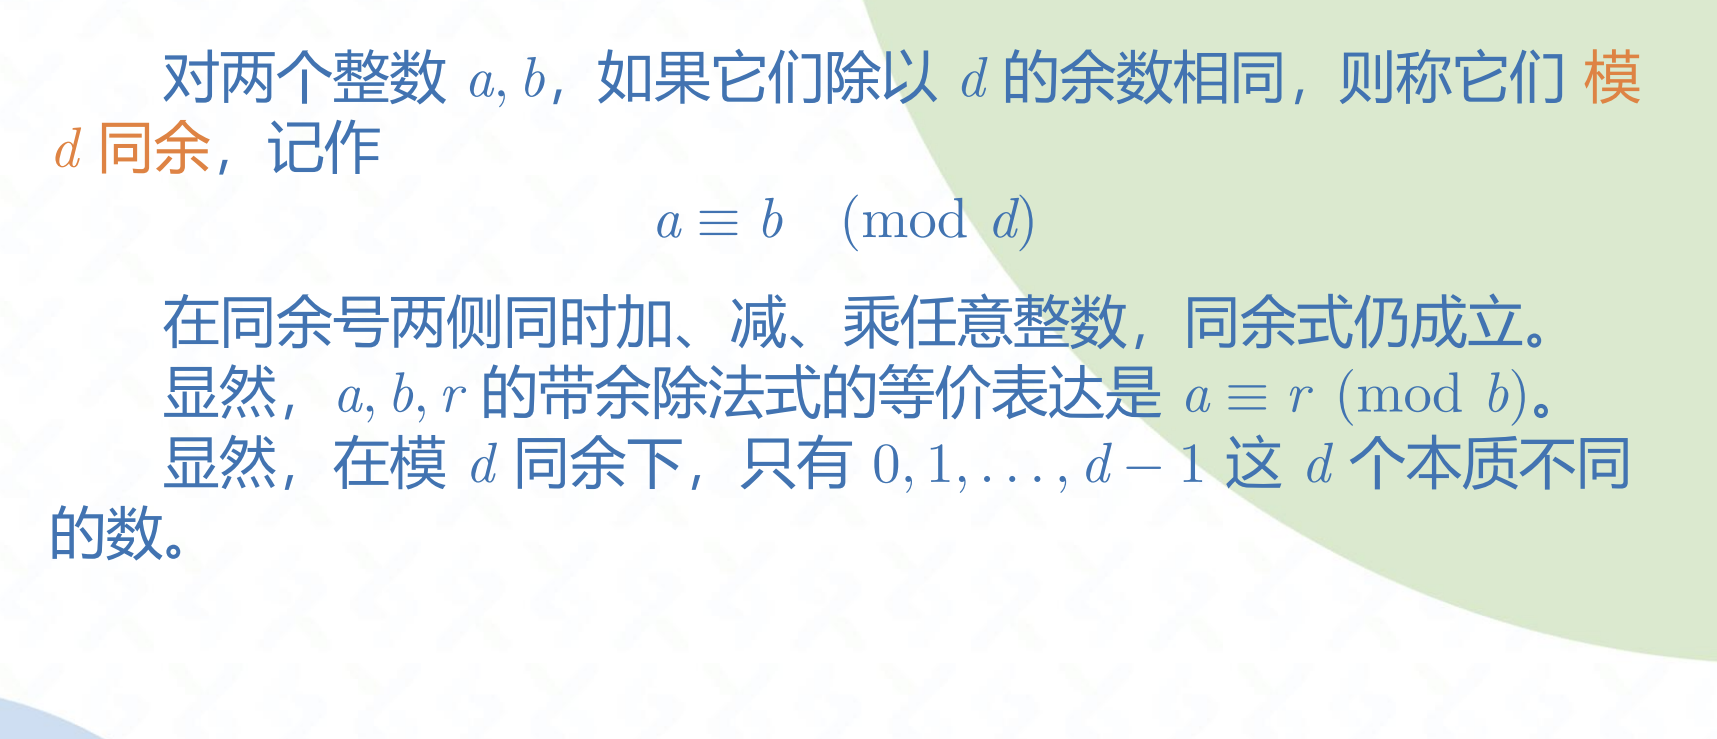 对两个整数 a, b，如果它们除以 d 的余数相同，则称它们 模
d 同余，记作
a ≡ b (mod d)
在同余号两侧同时加、减、乘任意整数，同余式仍成立。
显然，a, b, r 的带余除法式的等价表达是 a ≡ r (mod b)。
显然，在模 d 同余下，只有 0, 1, . . . , d − 1 这 d 个本质不同
的数。